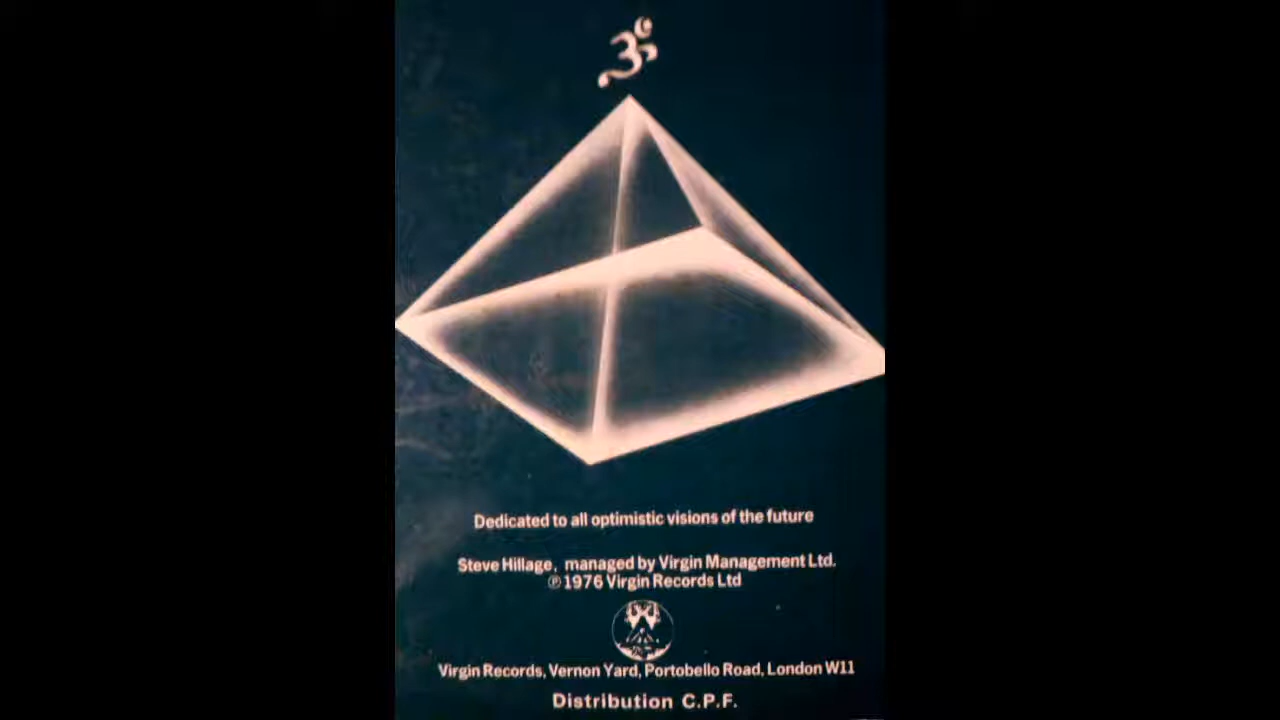 ॐ
Dedicated to all optimistic visions of the future
Steve Hillage, managed by Virgin Management Ltd.
℗ 1976 Virgin Records Ltd
Virgin Records, Vernon Yard, Portobello Road, London W11
Distribution C.P.F.